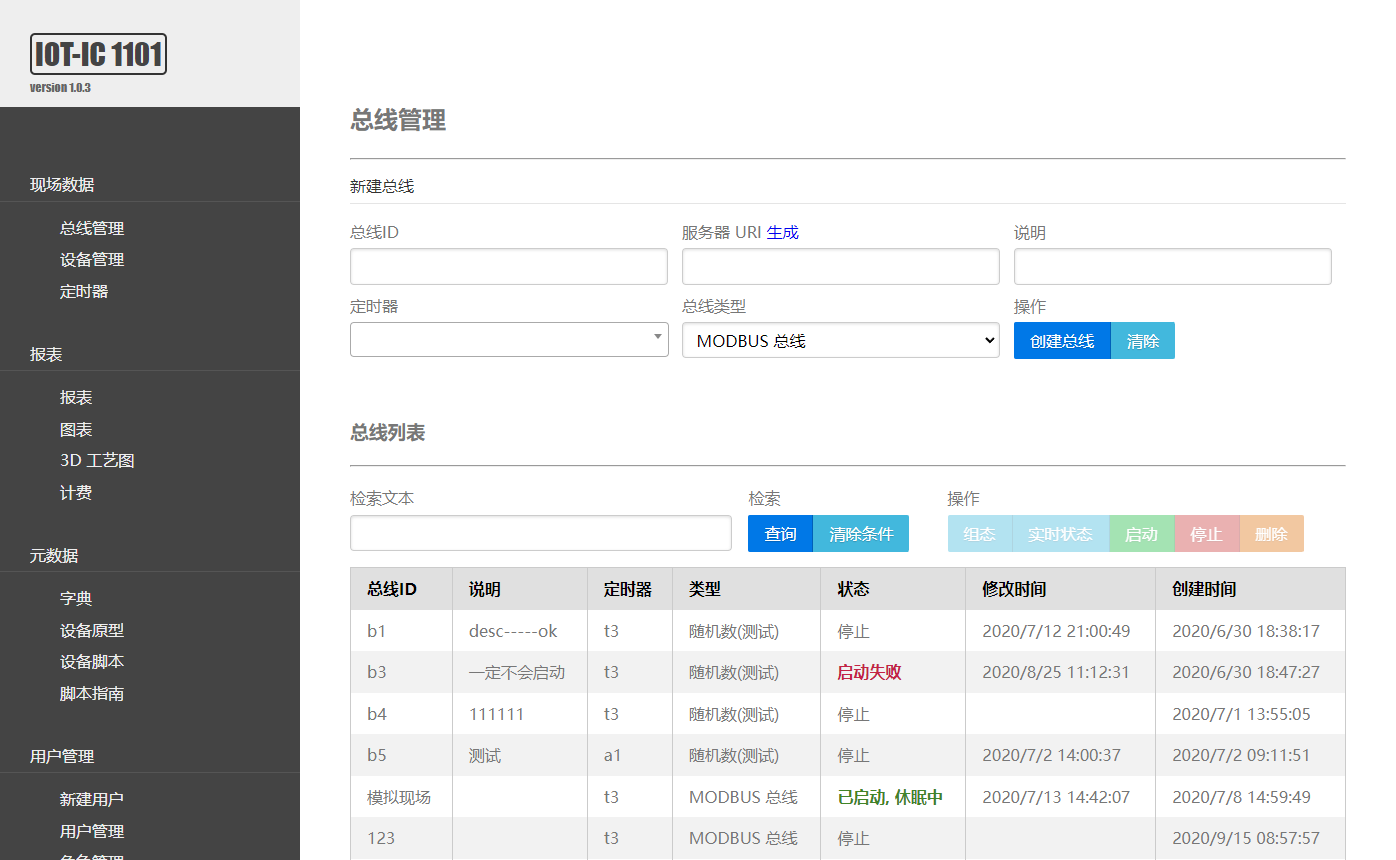 IOT-IC 1101
version 1.0.3
现场数据
总线管理
设备管理
定时器
报表
报表
图表
3D 工艺图
计费
元数据
字典
设备原型
设备脚本
脚本指南
用户管理
新建用户
用户管理
角色管理
总线管理
新建总线
总线ID 服务器 URI 生成 说明
定时器 总线类型 操作
MODBUS 总线 创建总线 清除
总线列表
检索文本 检索 操作
查询 清除条件 组态 实时状态 启动 停止 删除
总线ID 说明 定时器 类型 状态 修改时间 创建时间
b1 desc-----ok t3 随机数(测试) 停止 2020/7/12 21:00:49 2020/6/30 18:38:17
b3 一定不会启动 t3 随机数(测试) 启动失败 2020/8/25 11:12:31 2020/6/30 18:47:27
b4 111111 t3 随机数(测试) 停止 2020/7/1 13:55:05
b5 测试 a1 随机数(测试) 停止 2020/7/2 14:00:37 2020/7/2 09:11:51
模拟现场 t3 MODBUS 总线 已启动, 休眠中 2020/7/13 14:42:07 2020/7/8 14:59:49
123 t3 MODBUS 总线 停止 2020/9/15 08:57:57